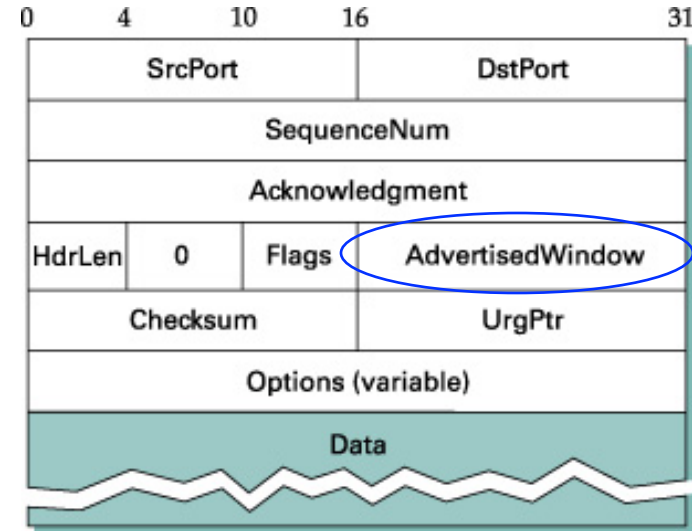 0 4 10 16 31
SrcPort DstPort
SequenceNum
Acknowledgment
HdrLen 0 Flags AdvertisedWindow
Checksum UrgPtr
Options (variable)
Data